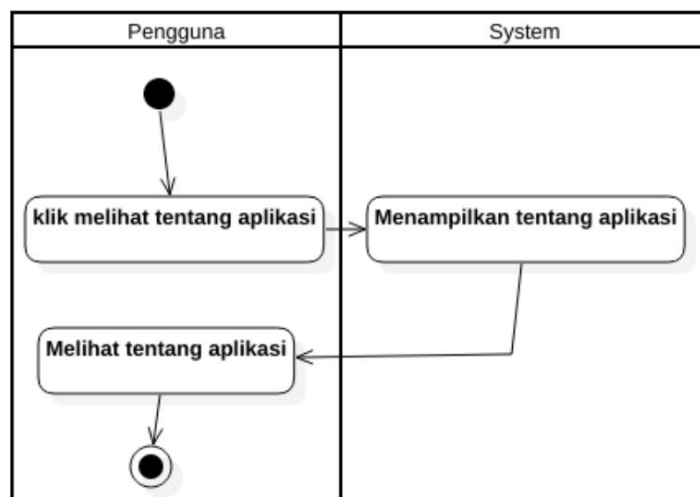 Pengguna
System
klik melihat tentang aplikasi
Menampilkan tentang aplikasi
Melihat tentang aplikasi